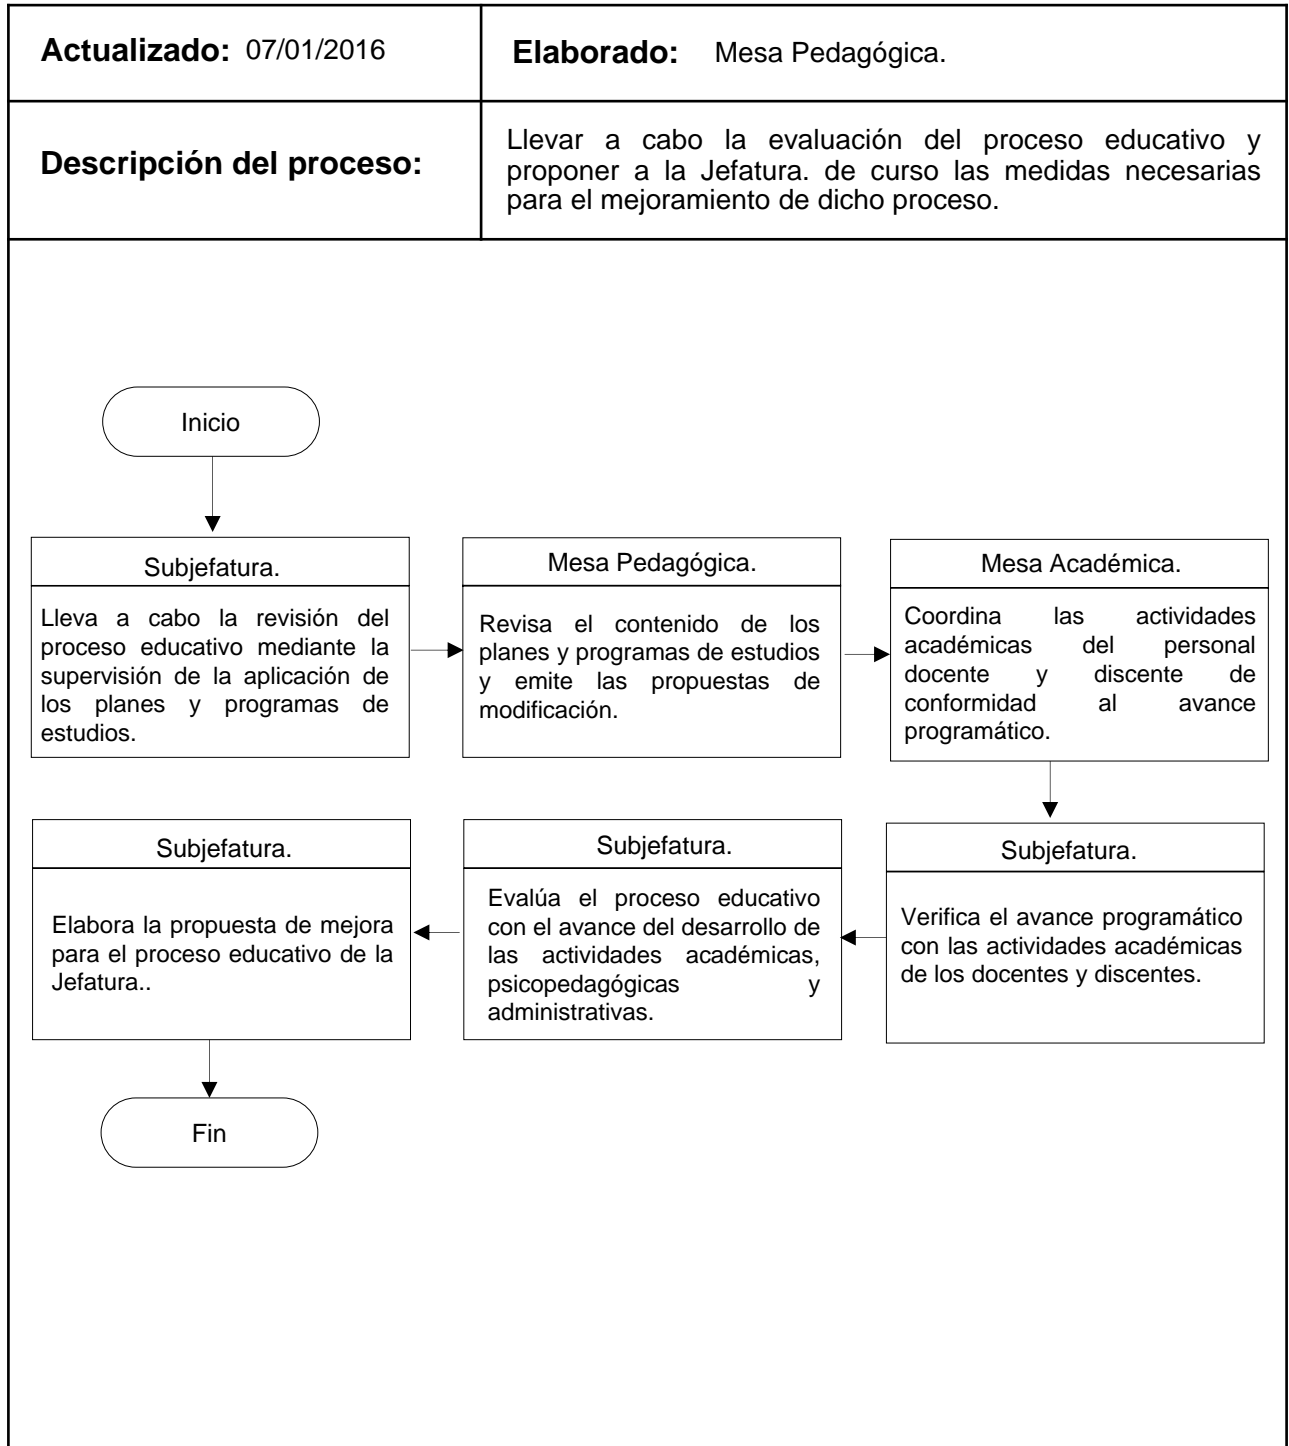 Actualizado: 07/01/2016
Elaborado: Mesa Pedagógica.
Descripción del proceso:
Llevar a cabo la evaluación del proceso educativo y
proponer a la Jefatura. de curso las medidas necesarias
para el mejoramiento de dicho proceso.
Inicio
Subjefatura.
Lleva a cabo la revisión del
proceso educativo mediante la
supervisión de la aplicación de
los planes y programas de
estudios.
Mesa Pedagógica.
Revisa el contenido de los
planes y programas de estudios
y emite las propuestas de
modificación.
Mesa Académica.
Coordina las actividades
académicas del personal
docente y discente de
conformidad al avance
programático.
Subjefatura.
Verifica el avance programático
con las actividades académicas
de los docentes y discentes.
Subjefatura.
Evalúa el proceso educativo
con el avance del desarrollo de
las actividades académicas,
psicopedagógicas y
administrativas.
Subjefatura.
Elabora la propuesta de mejora
para el proceso educativo de la
Jefatura..
Fin